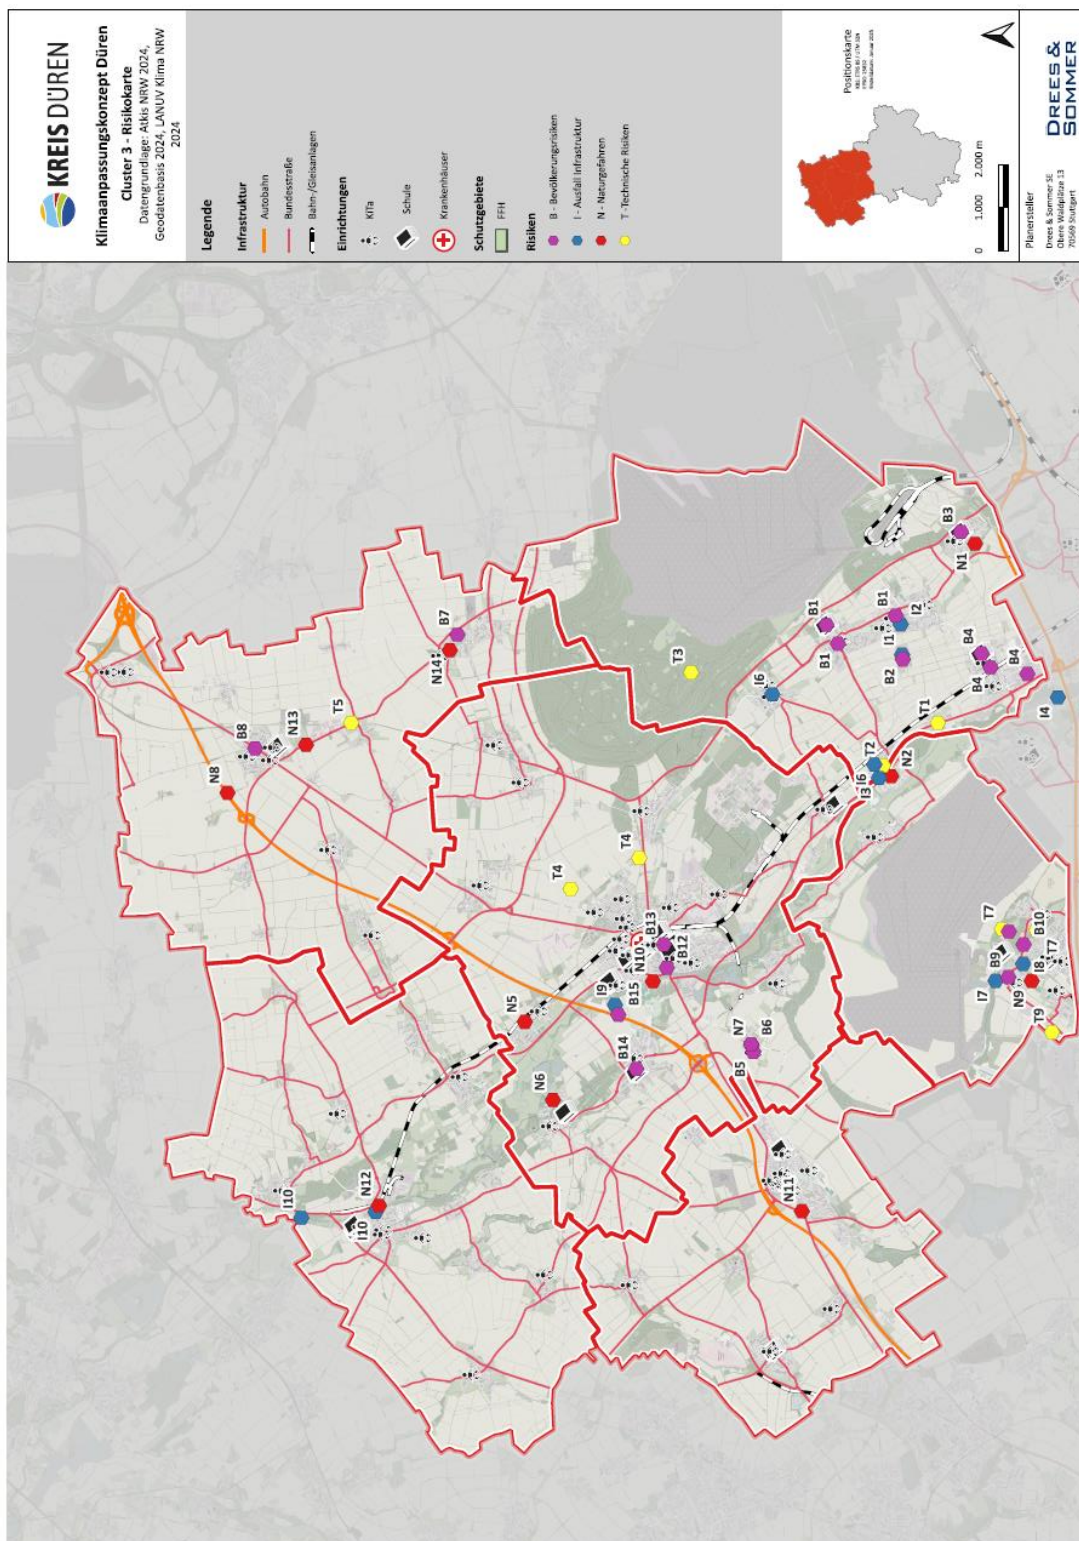 KREIS DÜREN
Klimaanpassungskonzept Düren
Cluster 3 - Risikokarte
Datengrundlage: Atkis NRW 2024,
Geodatenbasis 2024, LANUV Klima NRW
2024
Legende
Infrastruktur
Autobahn
Bundesstraße
Bahn-/Gleisanlagen
Einrichtungen
KiTa
Schule
Krankenhäuser
Schutzgebiete
FFH
Risiken
B - Bevölkerungsrisiken
I - Ausfall Infrastruktur
N - Naturgefahren
T - Technische Risiken
Positionskarte
0 1.000 2.000 m
Planersteller
Drees & Sommer SE
Obere Waldplätze 13
70569 Stuttgart
DREES &
SOMMER
N8
B8
N13
T5
N14
B7
I10
I10
N12
N5
N6
T4
T4
T3
B13
N10
B12
I9
B15
B14
N7
B5
B6
N11
I6
B1
B1
B1
I1
I2
B2
B3
N1
B4
B4
B4
I4
T1
T2
I6
I3
N2
T7
B9
B10
I7
N9
I8
T7
T9